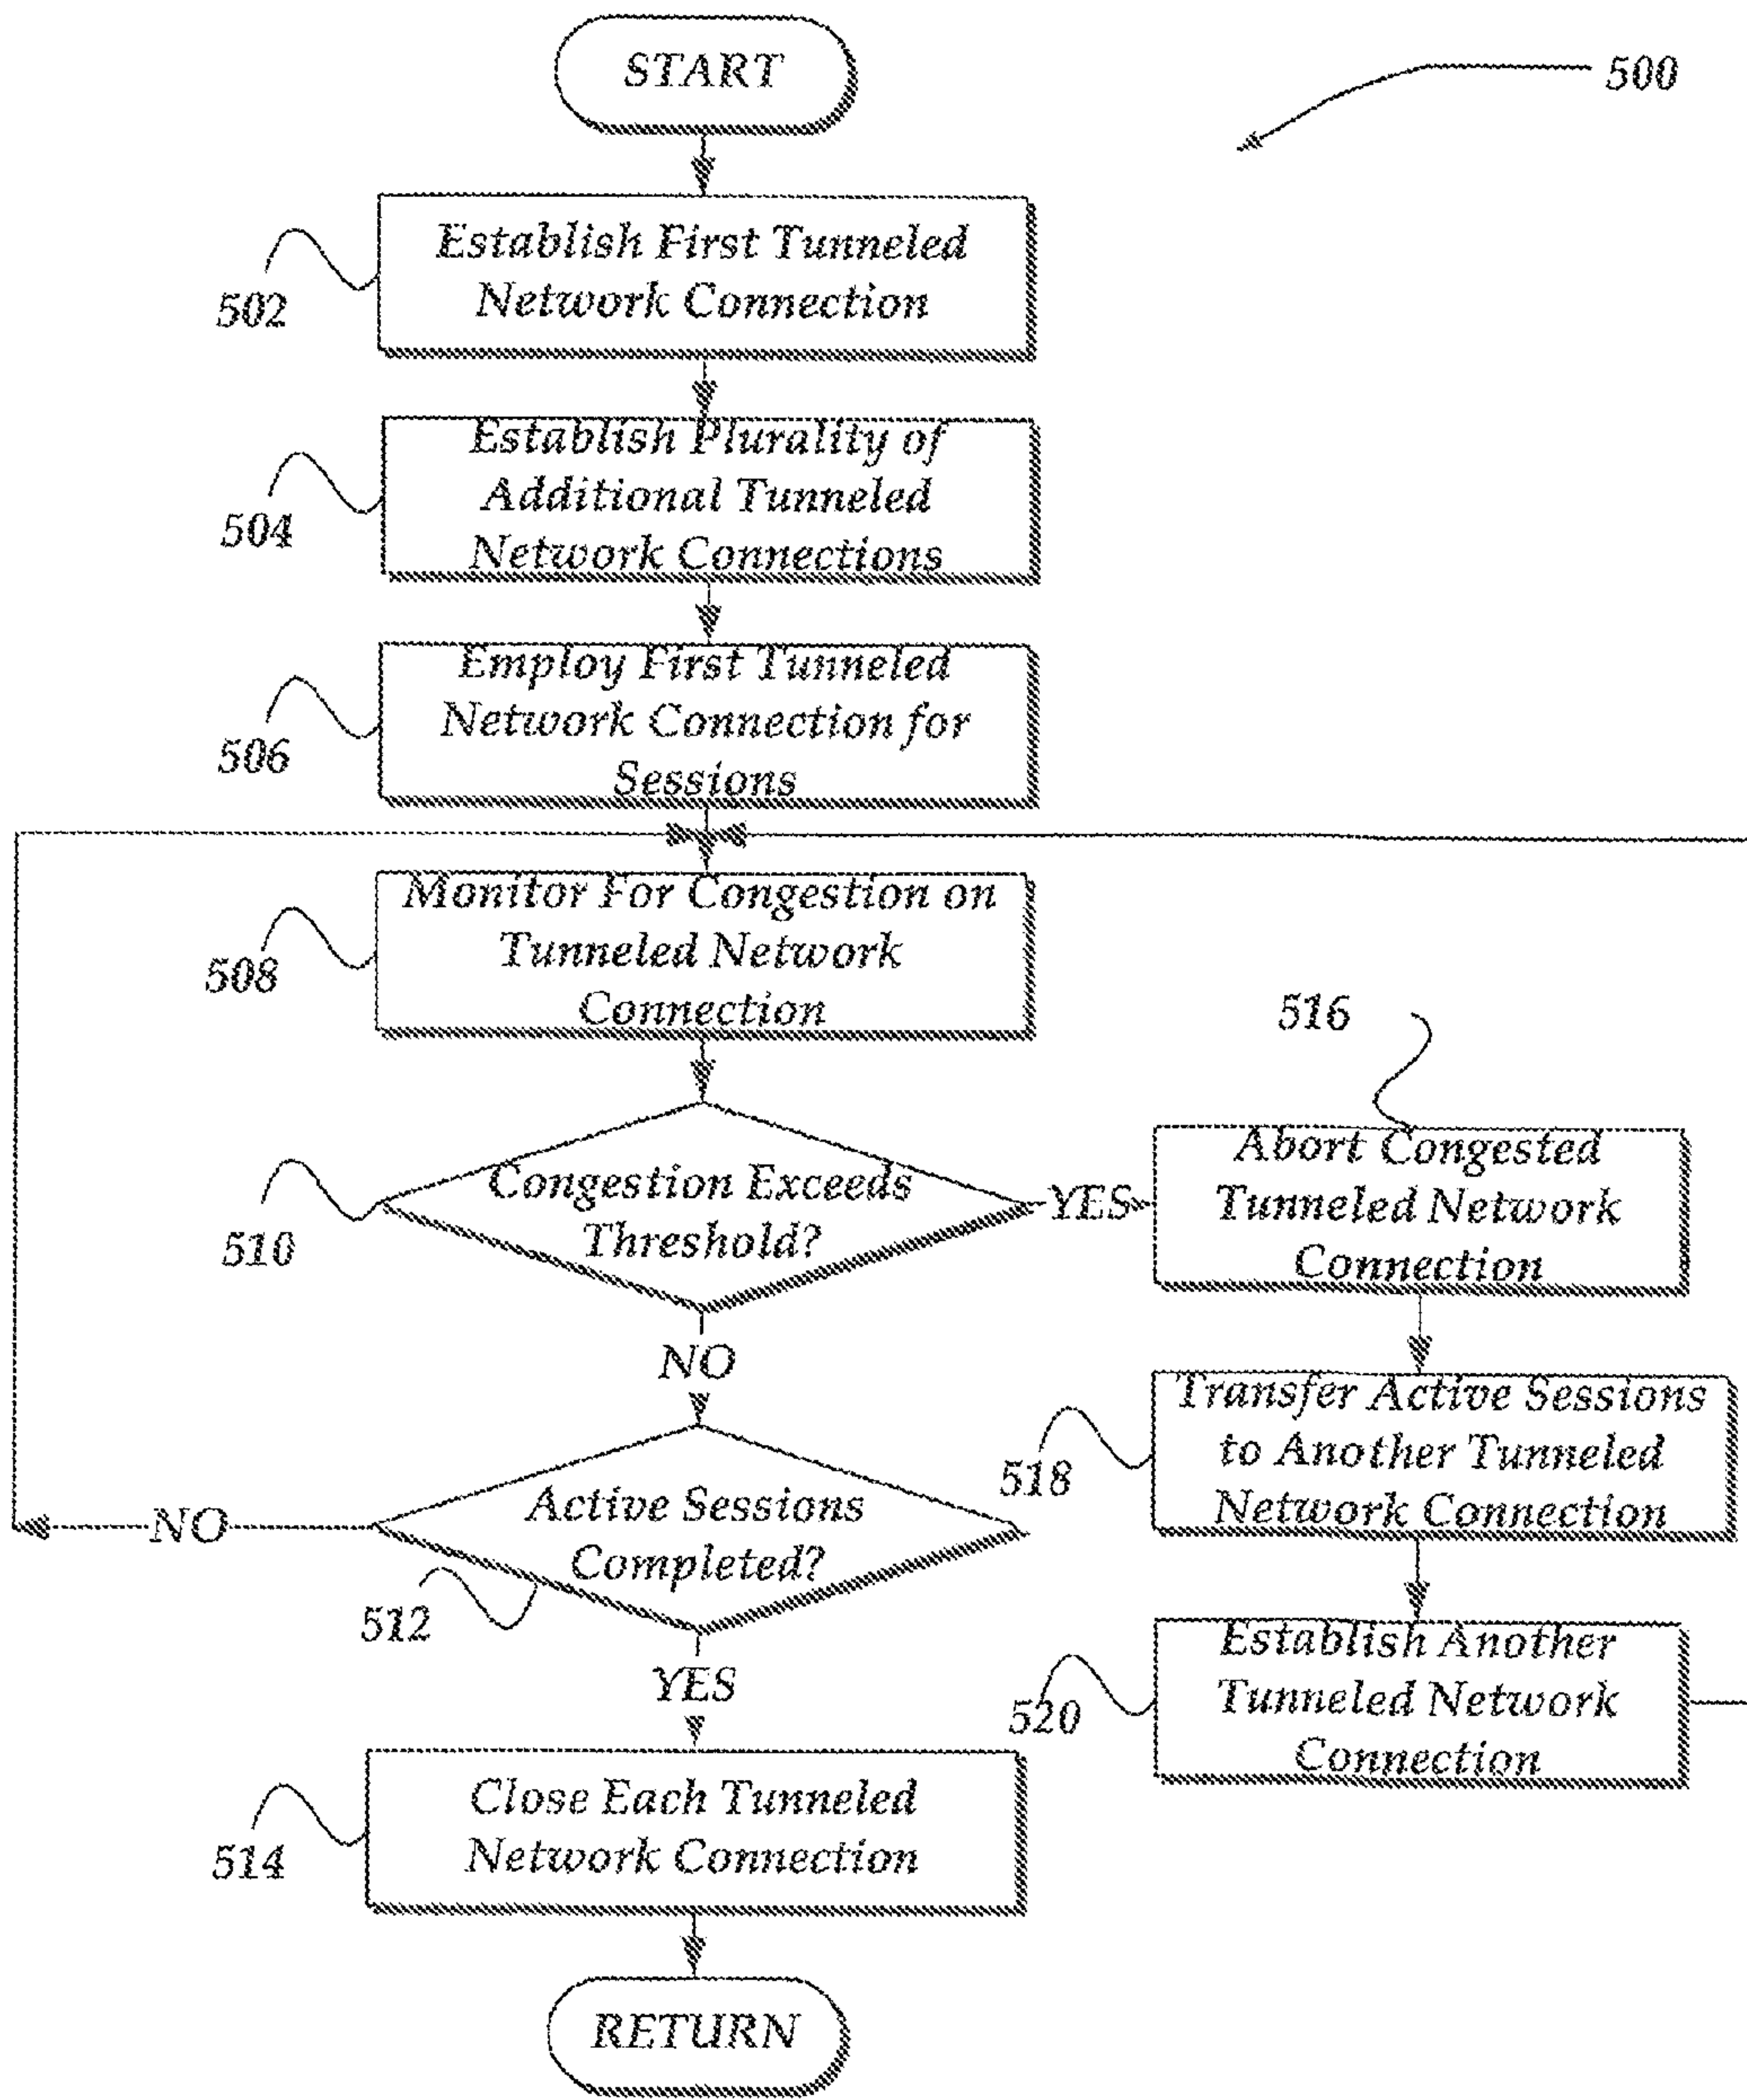 START
500
Establish First Tunneled
Network Connection
502
Establish Plurality of
Additional Tunneled
Network Connections
504
Employ First Tunneled
Network Connection for
Sessions
506
Monitor For Congestion on
Tunneled Network
Connection
508
Congestion Exceeds
Threshold?
510
YES
516
Abort Congested
Tunneled Network
Connection
NO
Transfer Active Sessions
to Another Tunneled
Network Connection
518
Active Sessions
Completed?
NO
512
Establish Another
Tunneled Network
Connection
520
YES
Close Each Tunneled
Network Connection
514
RETURN